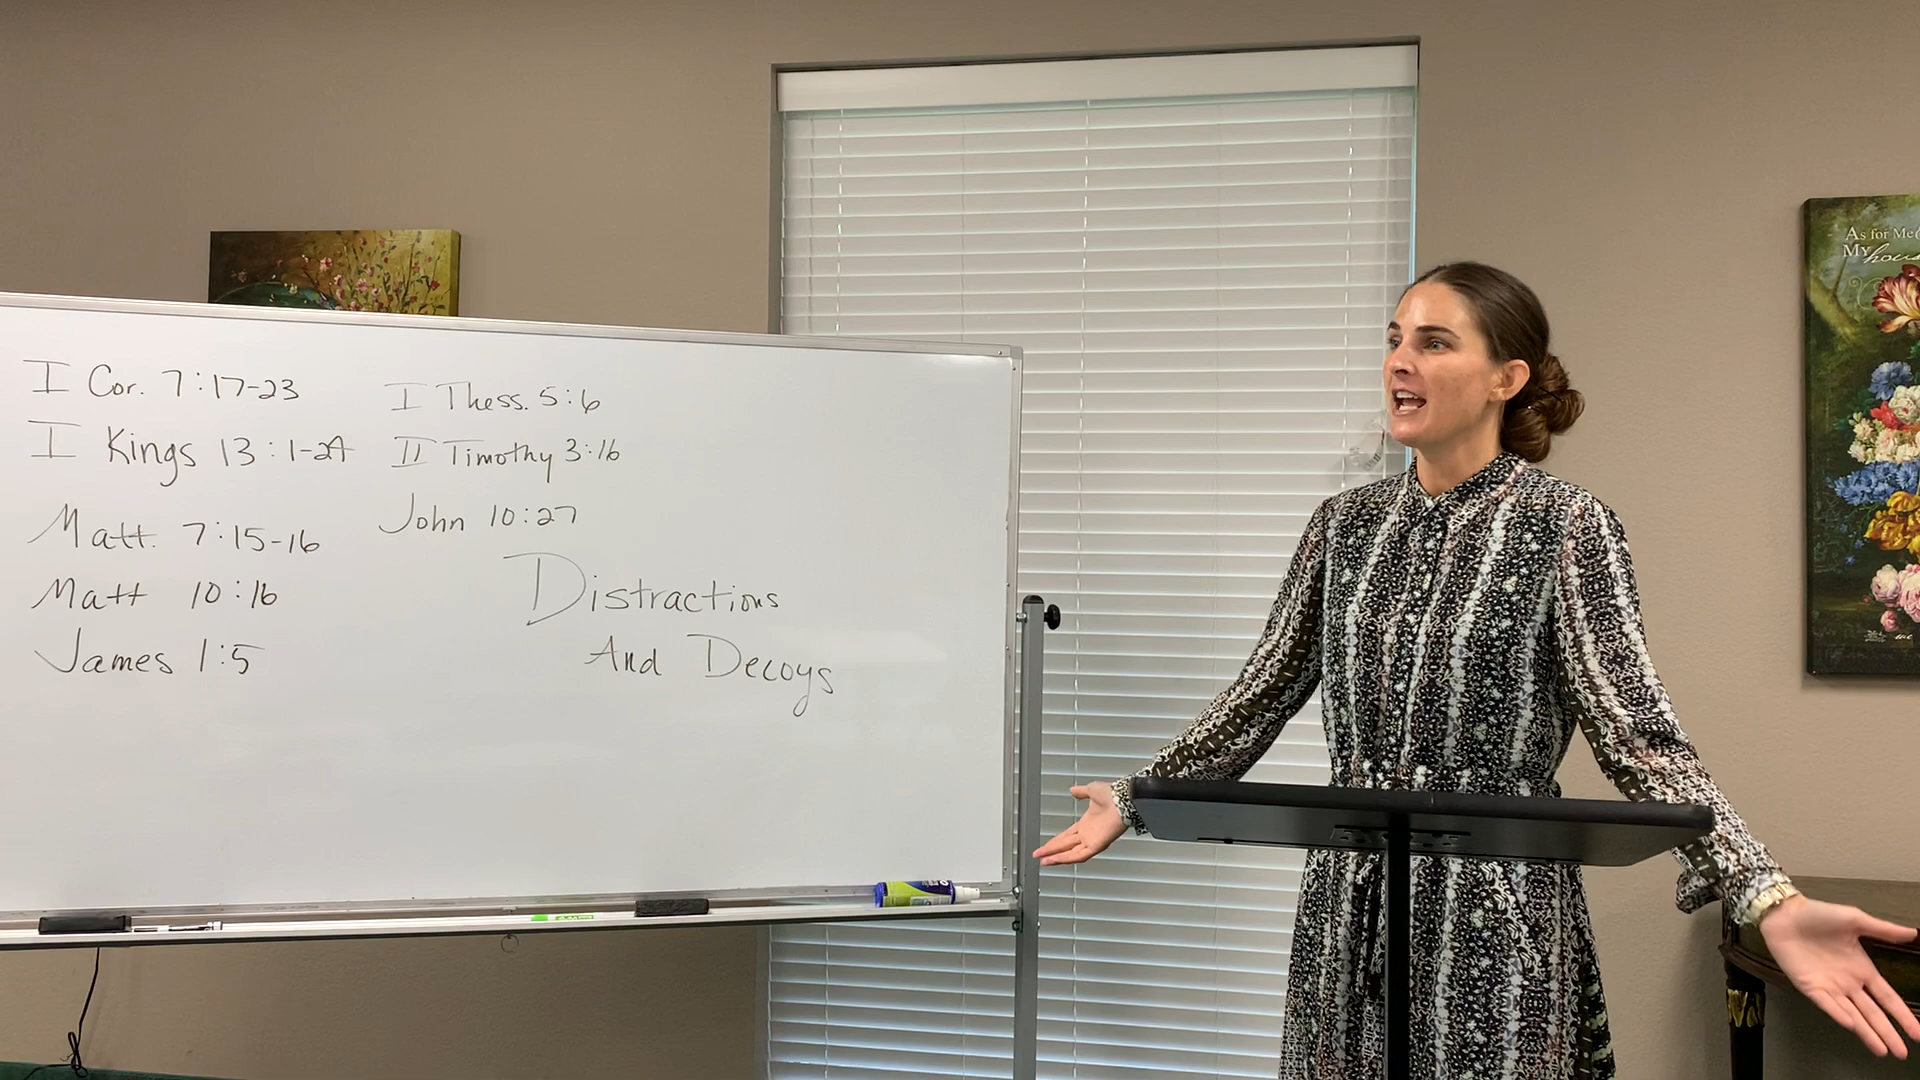 I Cor. 7:17-23
I Kings 13:1-24
Matt. 7:15-16
Matt 10:16
James 1:5
I Thess. 5:6
II Timothy 3:16
John 10:27
Distractions
And Decoys
As for Me
My hous